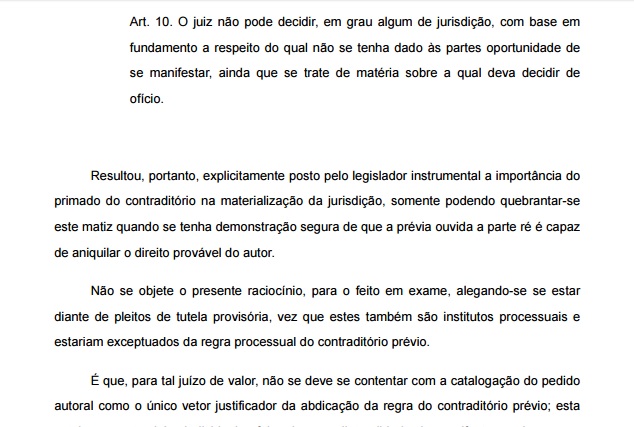 Art. 10. O juiz não pode decidir, em grau algum de jurisdição, com base em
fundamento a respeito do qual não se tenha dado às partes oportunidade de
se manifestar, ainda que se trate de matéria sobre a qual deva decidir de
ofício.
Resultou, portanto, explicitamente posto pelo legislador instrumental a importância do
primado do contraditório na materialização da jurisdição, somente podendo quebrantar-se
este matiz quando se tenha demonstração segura de que a prévia ouvida a parte ré é capaz
de aniquilar o direito provável do autor.
Não se objete o presente raciocínio, para o feito em exame, alegando-se se estar
diante de pleitos de tutela provisória, vez que estes também são institutos processuais e
estariam exceptuados da regra processual do contraditório prévio.
É que, para tal juízo de valor, não se deve se contentar com a catalogação do pedido
autoral como o único vetor justificador da abdicação da regra do contraditório prévio; esta